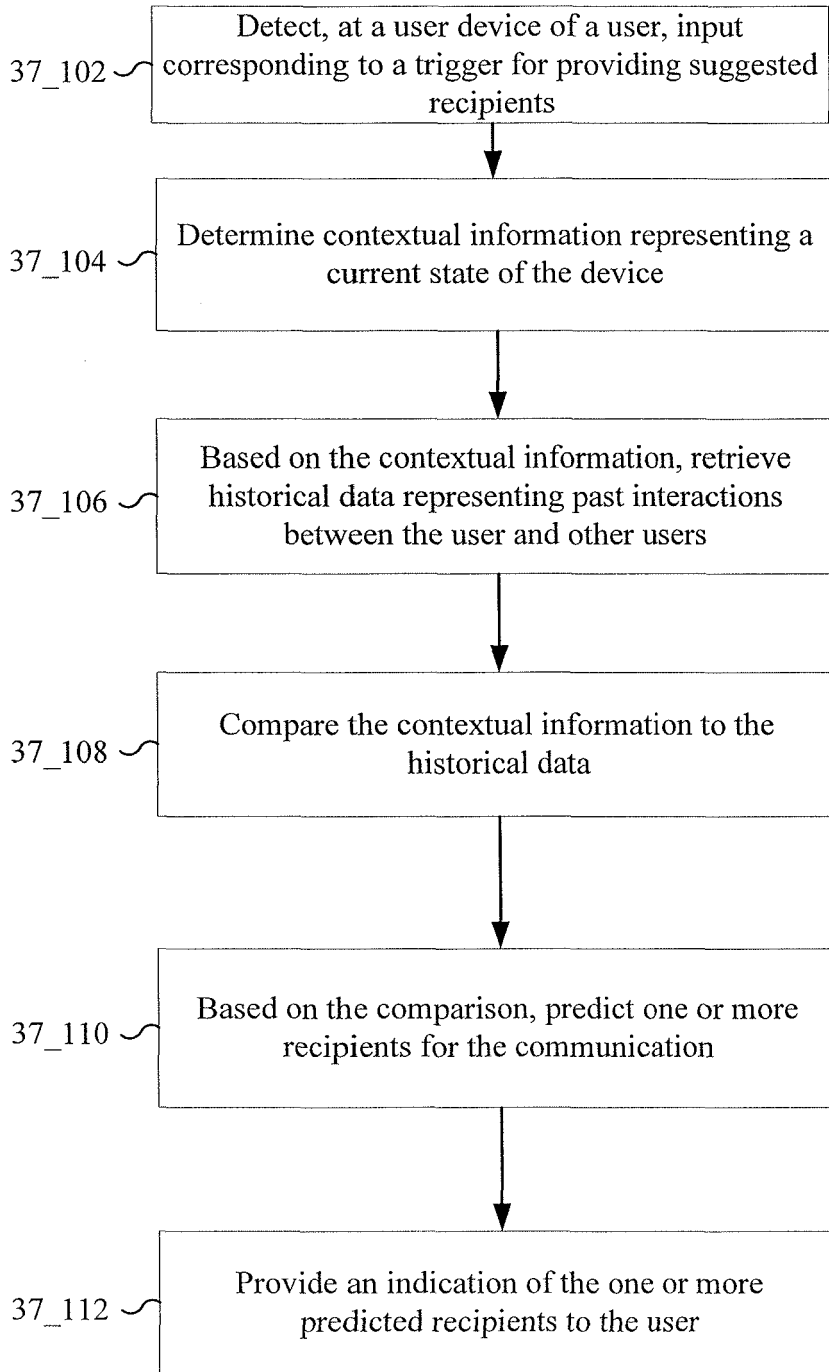 Detect, at a user device of a user, input
37_102 corresponding to a trigger for providing suggested
recipients
Determine contextual information representing a
37_104 current state of the device
Based on the contextual information, retrieve
37_106 historical data representing past interactions
between the user and other users
Compare the contextual information to the
37_108 historical data
Based on the comparison, predict one or more
37_110 recipients for the communication
Provide an indication of the one or more
37_112 predicted recipients to the user